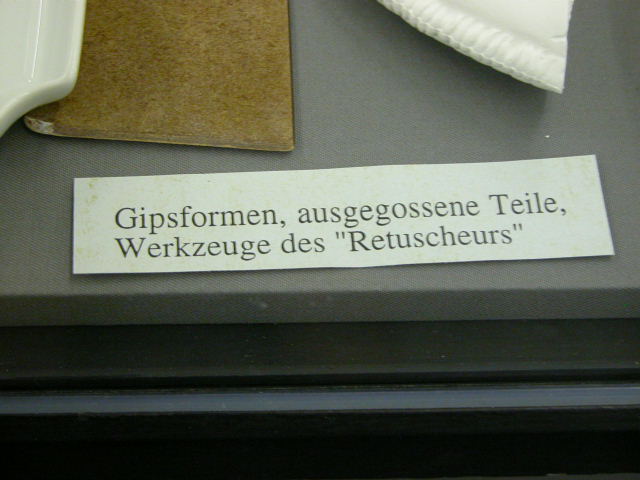 Gipsformen, ausgegossene Teile,
Werkzeuge des "Retuscheurs"